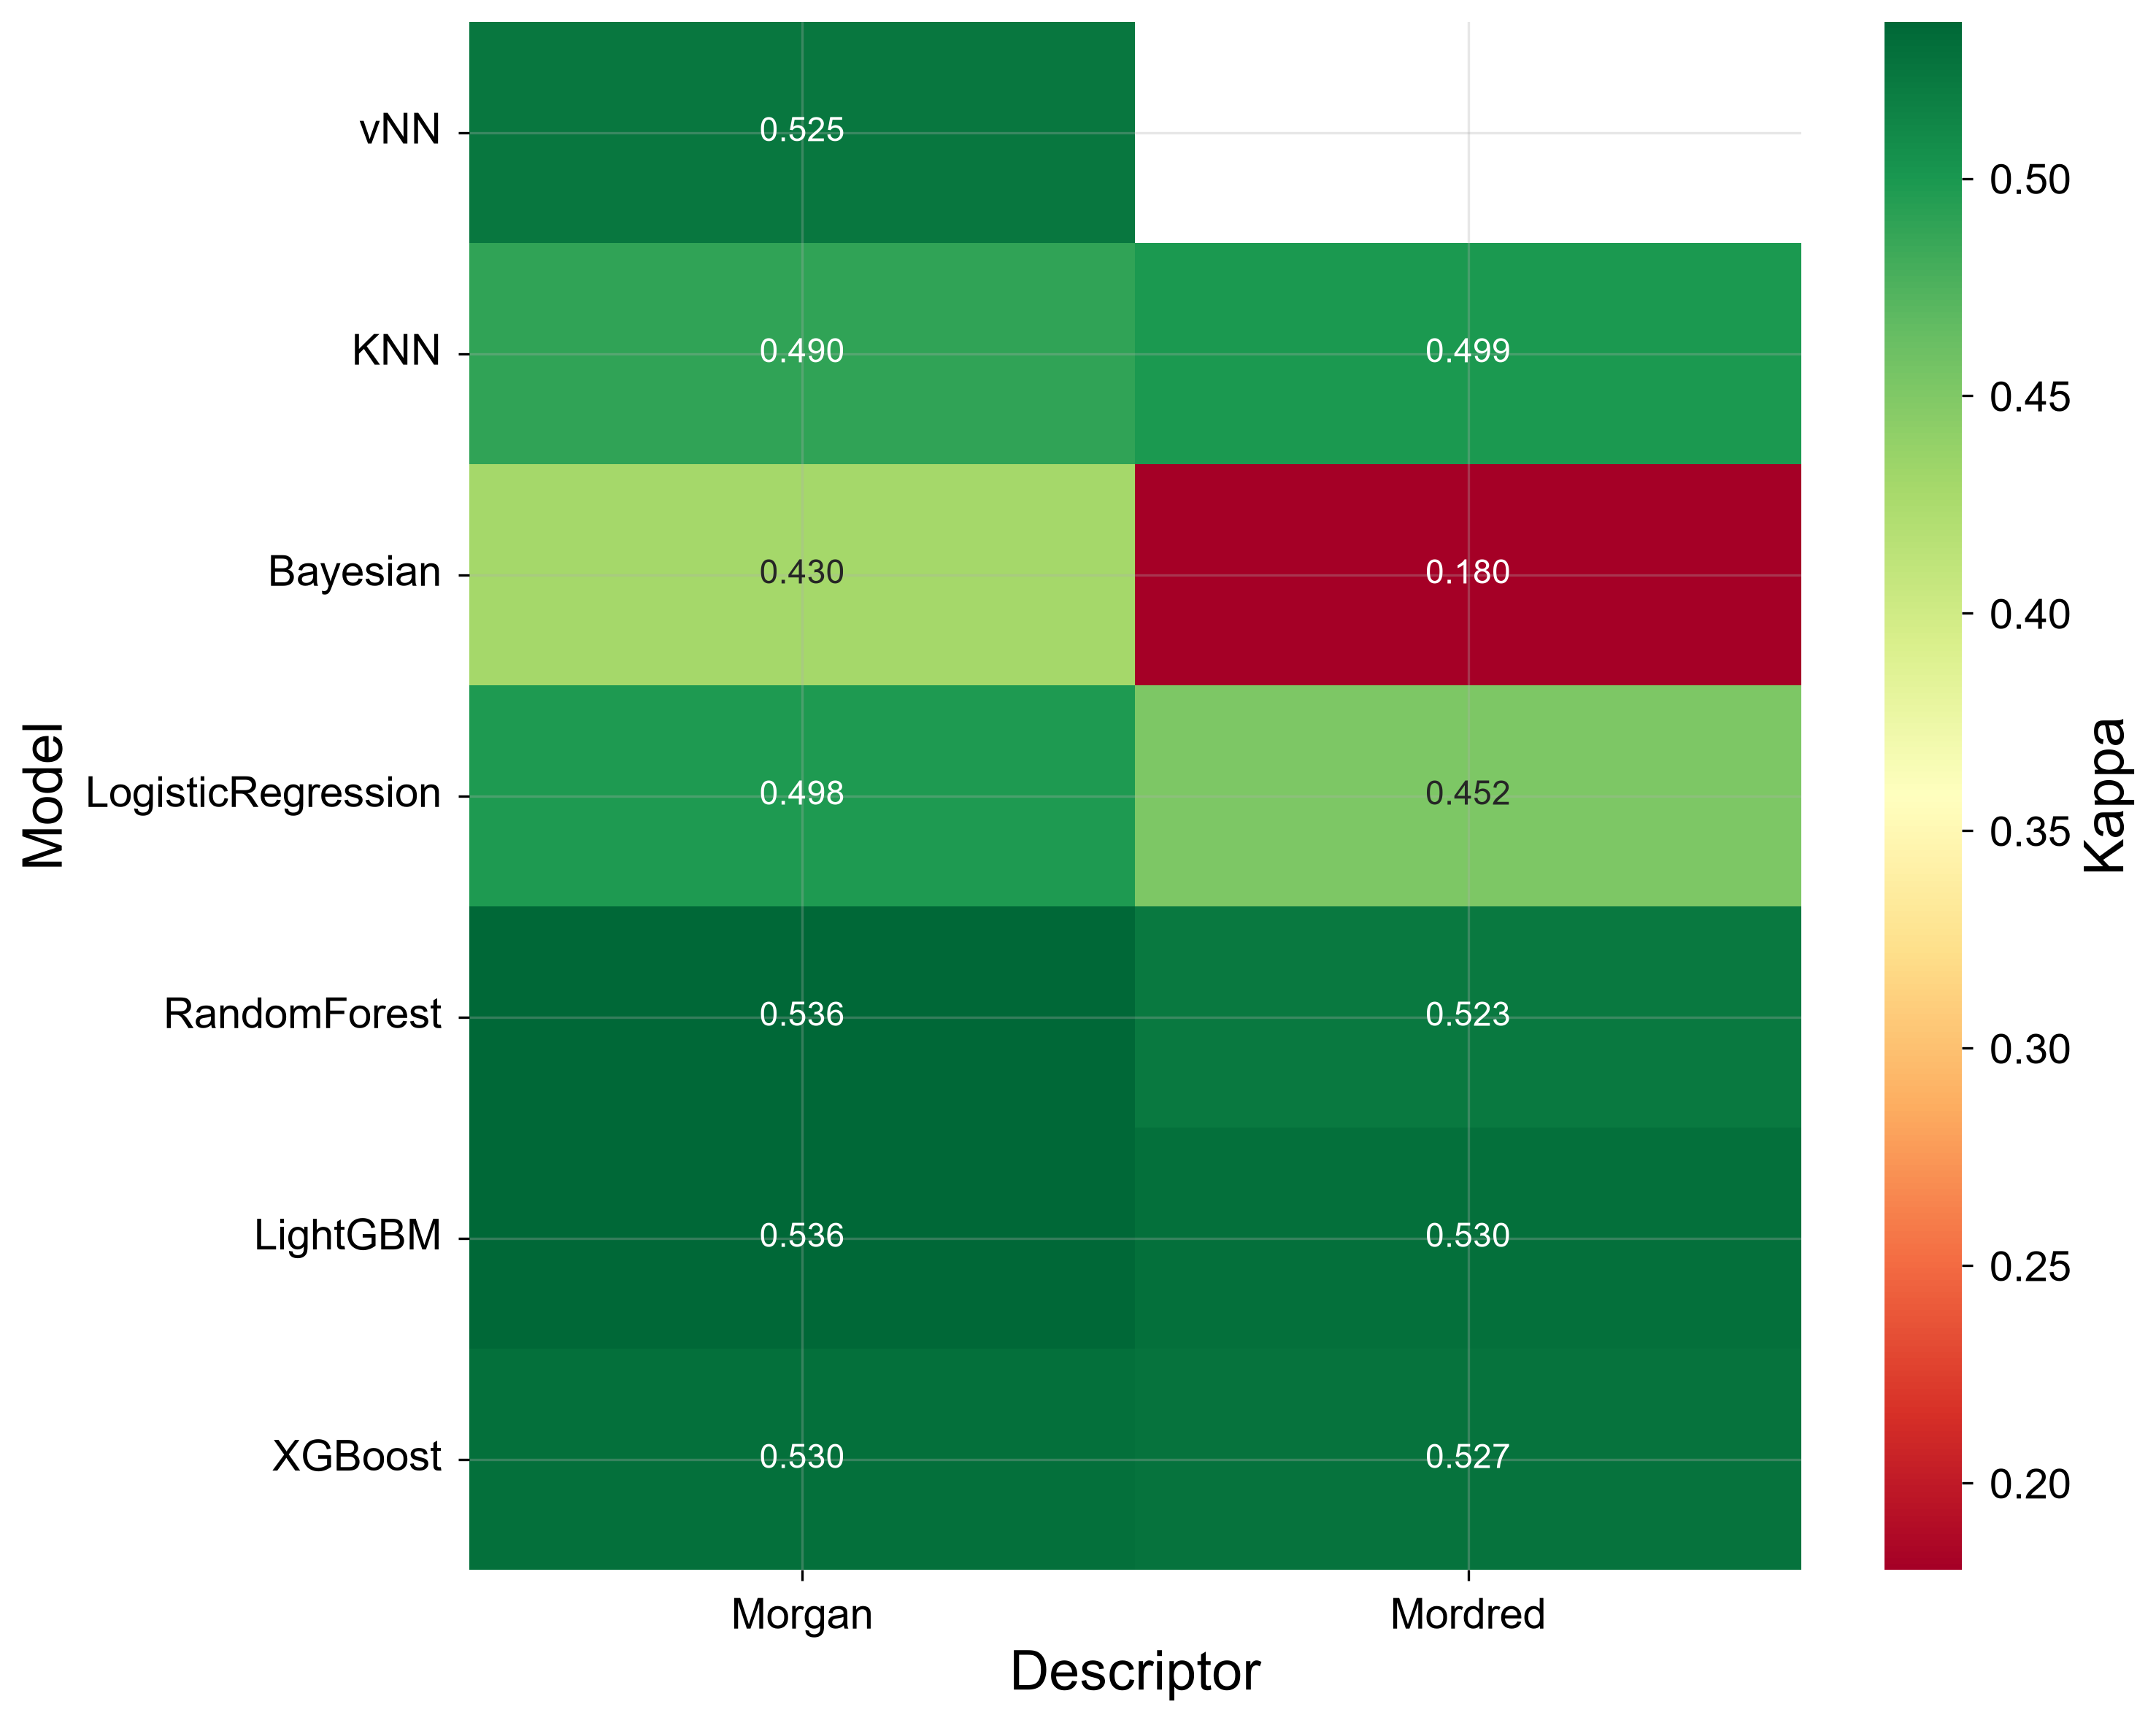 vNN 0.525
KNN 0.490 0.499
Bayesian 0.430 0.180
LogisticRegression 0.498 0.452
RandomForest 0.536 0.523
LightGBM 0.536 0.530
XGBoost 0.530 0.527
Morgan Mordred
Descriptor
Model
0.50
0.45
0.40
0.35
0.30
0.25
0.20
Kappa